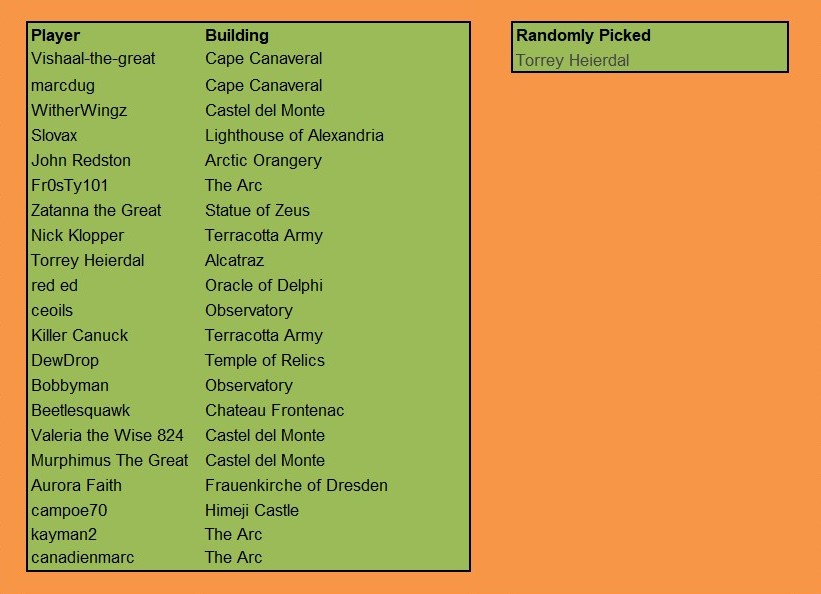 Player Building
Vishaal-the-great Cape Canaveral
marcdug Cape Canaveral
WitherWingz Castel del Monte
Slovax Lighthouse of Alexandria
John Redston Arctic Orangery
Fr0sTy101 The Arc
Zatanna the Great Statue of Zeus
Nick Klopper Terracotta Army
Torrey Heierdal Alcatraz
red ed Oracle of Delphi
ceoils Observatory
Killer Canuck Terracotta Army
DewDrop Temple of Relics
Bobbyman Observatory
Beetlesquawk Chateau Frontenac
Valeria the Wise 824 Castel del Monte
Murphimus The Great Castel del Monte
Aurora Faith Frauenkirche of Dresden
campoe70 Himeji Castle
kayman2 The Arc
canadienmarc The Arc
Randomly Picked
Torrey Heierdal